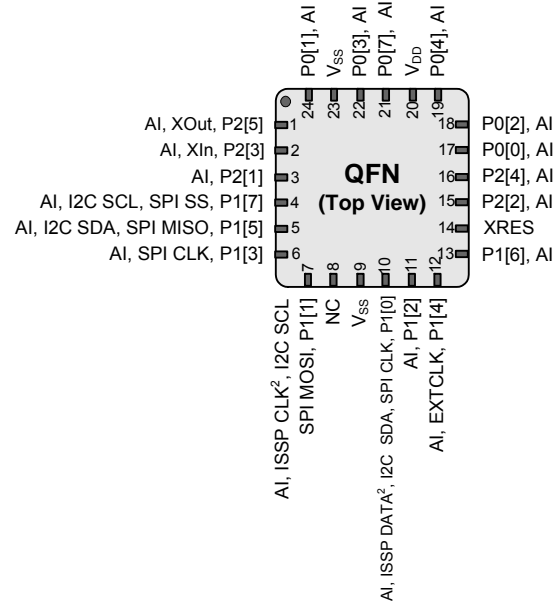 P0[1], AI
VSS
P0[3], AI
P0[7], AI
VDD
P0[4], AI
24
23
22
21
20
19
AI, XOut, P2[5]
1
18
P0[2], AI
AI, XIn, P2[3]
2
17
P0[0], AI
AI, P2[1]
3
QFN
16
P2[4], AI
AI, I2C SCL, SPI SS, P1[7]
4
(Top View)
15
P2[2], AI
AI, I2C SDA, SPI MISO, P1[5]
5
14
XRES
AI, SPI CLK, P1[3]
6
13
P1[6], AI
7
8
9
10
11
12
AI, ISSP CLK², I2C SCL
SPI MOSI, P1[1]
NC
VSS
AI, ISSP DATA², I2C SDA, SPI CLK, P1[0]
AI, P1[2]
AI, EXTCLK, P1[4]